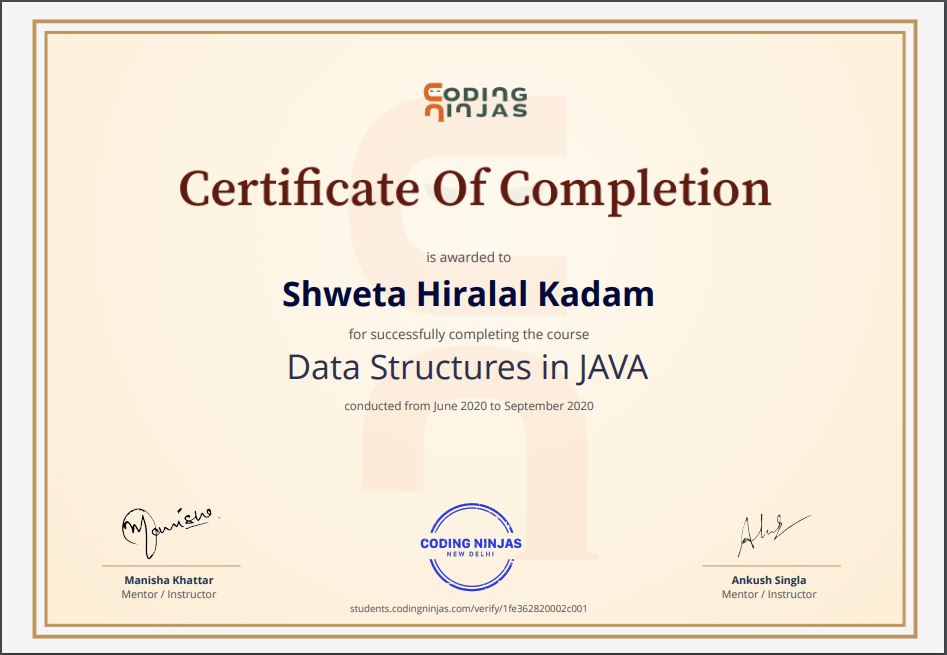 CODING
NINJAS
Certificate Of Completion
is awarded to
Shweta Hiralal Kadam
for successfully completing the course
Data Structures in JAVA
conducted from June 2020 to September 2020
Manisha
CODING NINJAS
NEW DELHI
Manisha Khattar
Mentor / Instructor
Ankush Singla
Mentor / Instructor
students.codingninjas.com/verify/1fe362820002c001